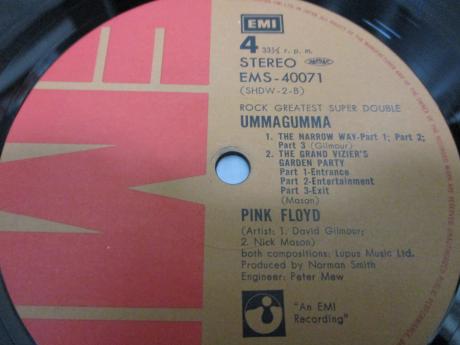 EMI
4 33⅓ r. p. m.
STEREO
EMS-40071
(SHDW-2-B)
ROCK GREATEST SUPER DOUBLE
UMMAGUMMA
1. THE NARROW WAY-Part 1; Part 2;
Part 3 (Gilmour)
2. THE GRAND VIZIER'S
GARDEN PARTY
Part 1-Entrance
Part 2-Entertainment
Part 3-Exit
(Mason)
PINK FLOYD
(Artist: 1. David Gilmour;
2. Nick Mason)
both compositions: Lupus Music Ltd.
Produced by Norman Smith
Engineer: Peter Mew
"An EMI
Recording"
EM